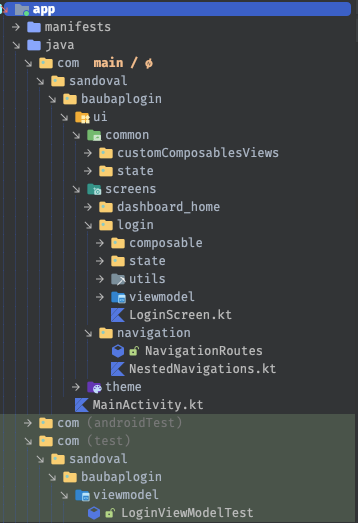 app
manifests
java
com main / ϕ
sandoval
baubaplogin
ui
common
customComposablesViews
state
screens
dashboard_home
login
composable
state
utils
viewmodel
LoginScreen.kt
navigation
NavigationRoutes
NestedNavigations.kt
theme
MainActivity.kt
com (androidTest)
com (test)
sandoval
baubaplogin
viewmodel
LoginViewModelTest